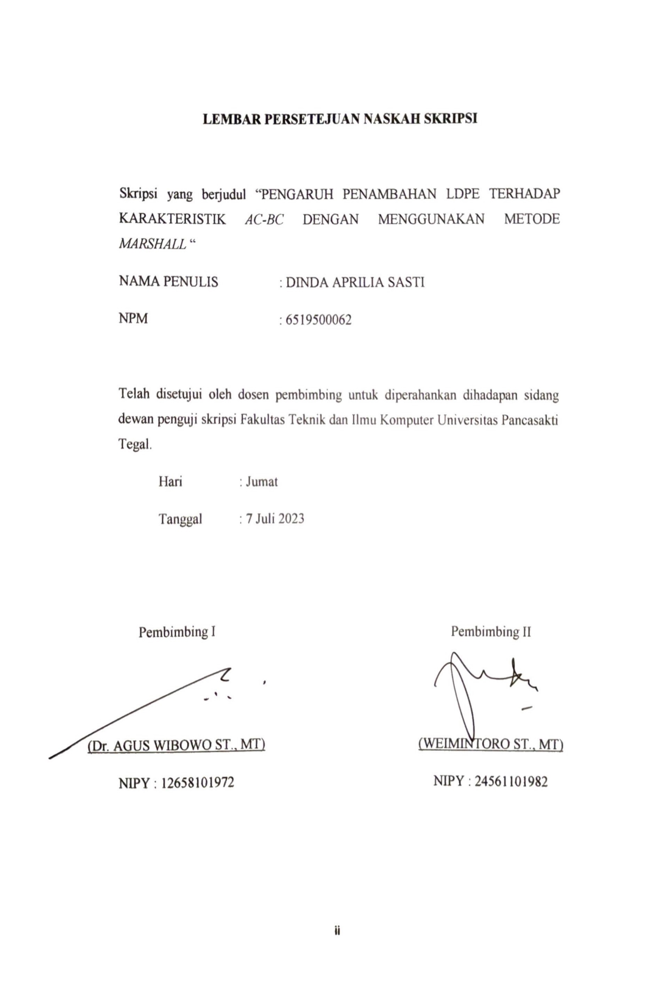 LEMBAR PERSETEJUAN NASKAH SKRIPSI
Skripsi yang berjudul “PENGARUH PENAMBAHAN LDPE TERHADAP
KARAKTERISTIK AC-BC DENGAN MENGGUNAKAN METODE
MARSHALL “
NAMA PENULIS : DINDA APRILIA SASTI
NPM : 6519500062
Telah disetujui oleh dosen pembimbing untuk diperahankan dihadapan sidang
dewan penguji skripsi Fakultas Teknik dan Ilmu Komputer Universitas Pancasakti
Tegal.
Hari : Jumat
Tanggal : 7 Juli 2023
Pembimbing I Pembimbing II
(Dr. AGUS WIBOWO ST., MT) (WEIMINTORO ST., MT)
NIPY : 12658101972 NIPY : 24561101982
ii